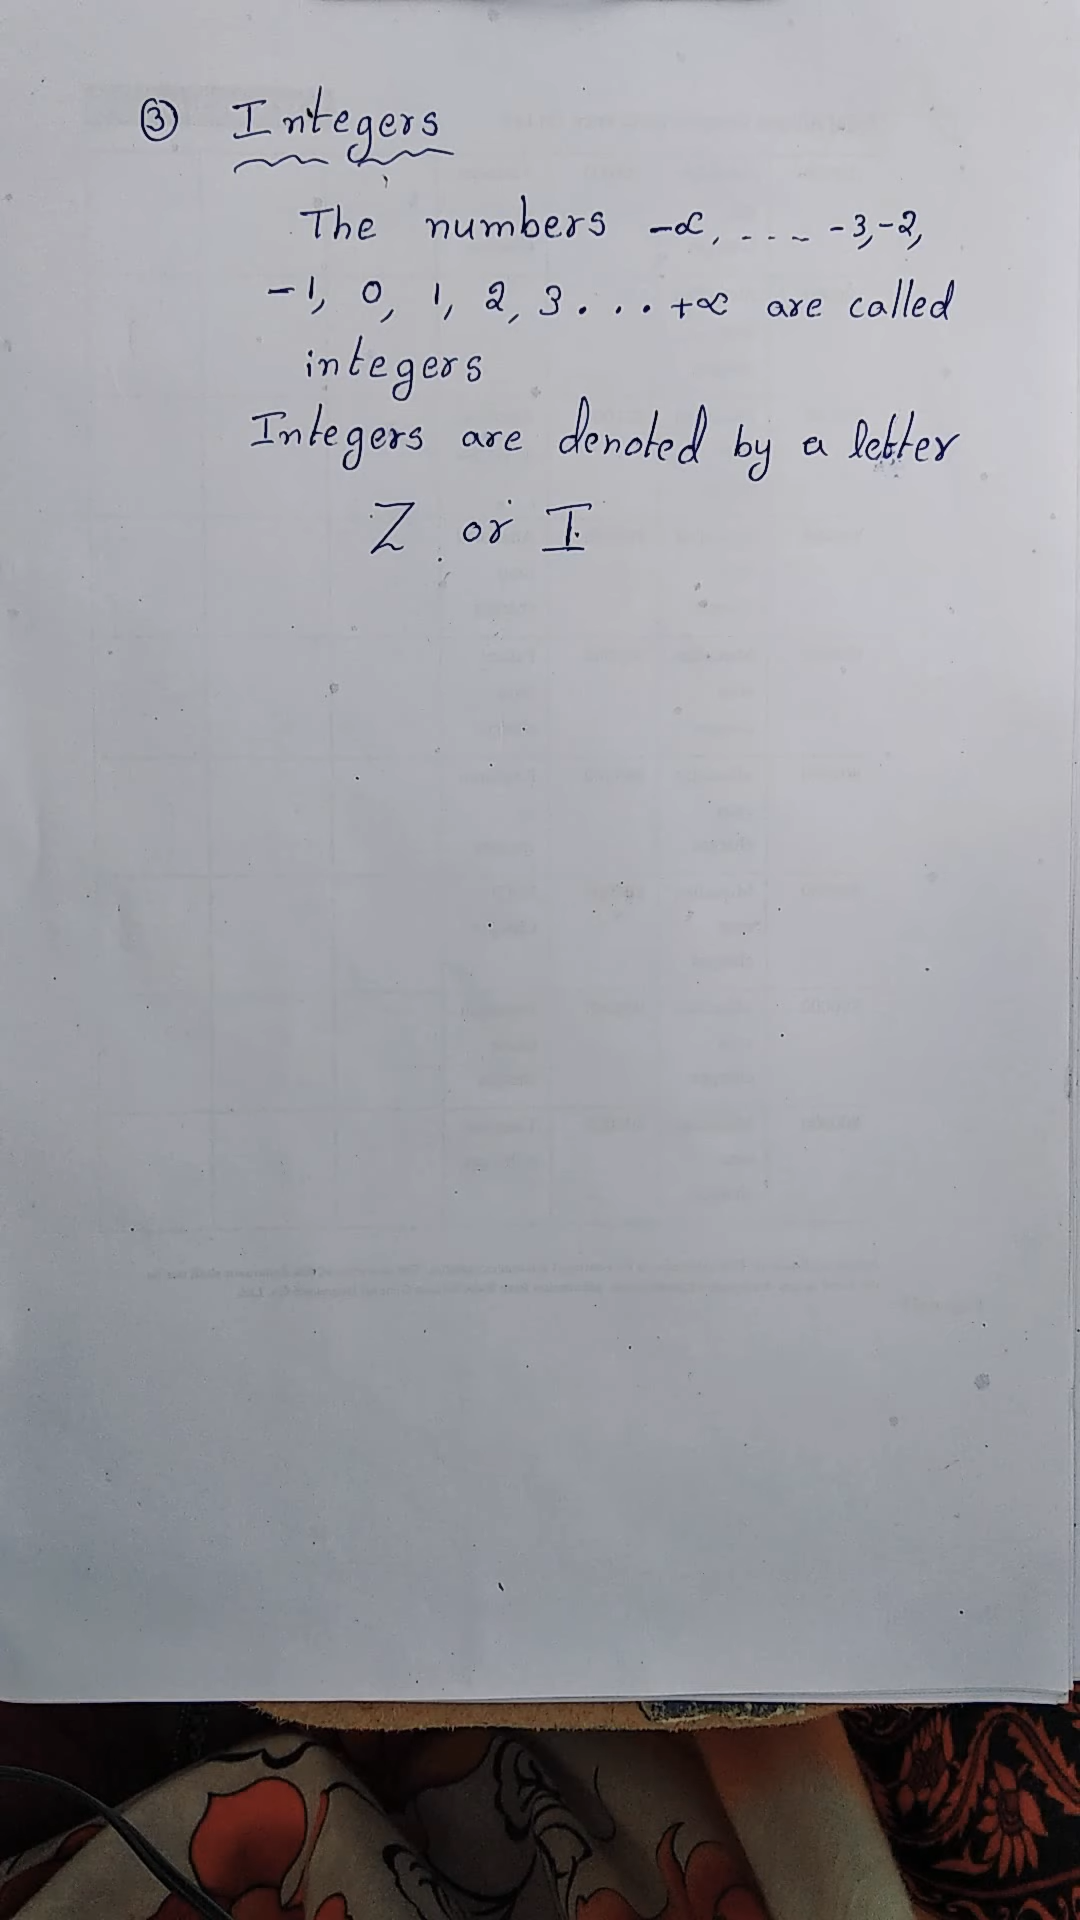 ③ Integers
The numbers -∞, .... -3,-2,
-1, 0, 1, 2, 3... +∞ are called
integers
Integers are denoted by a letter
Z or I